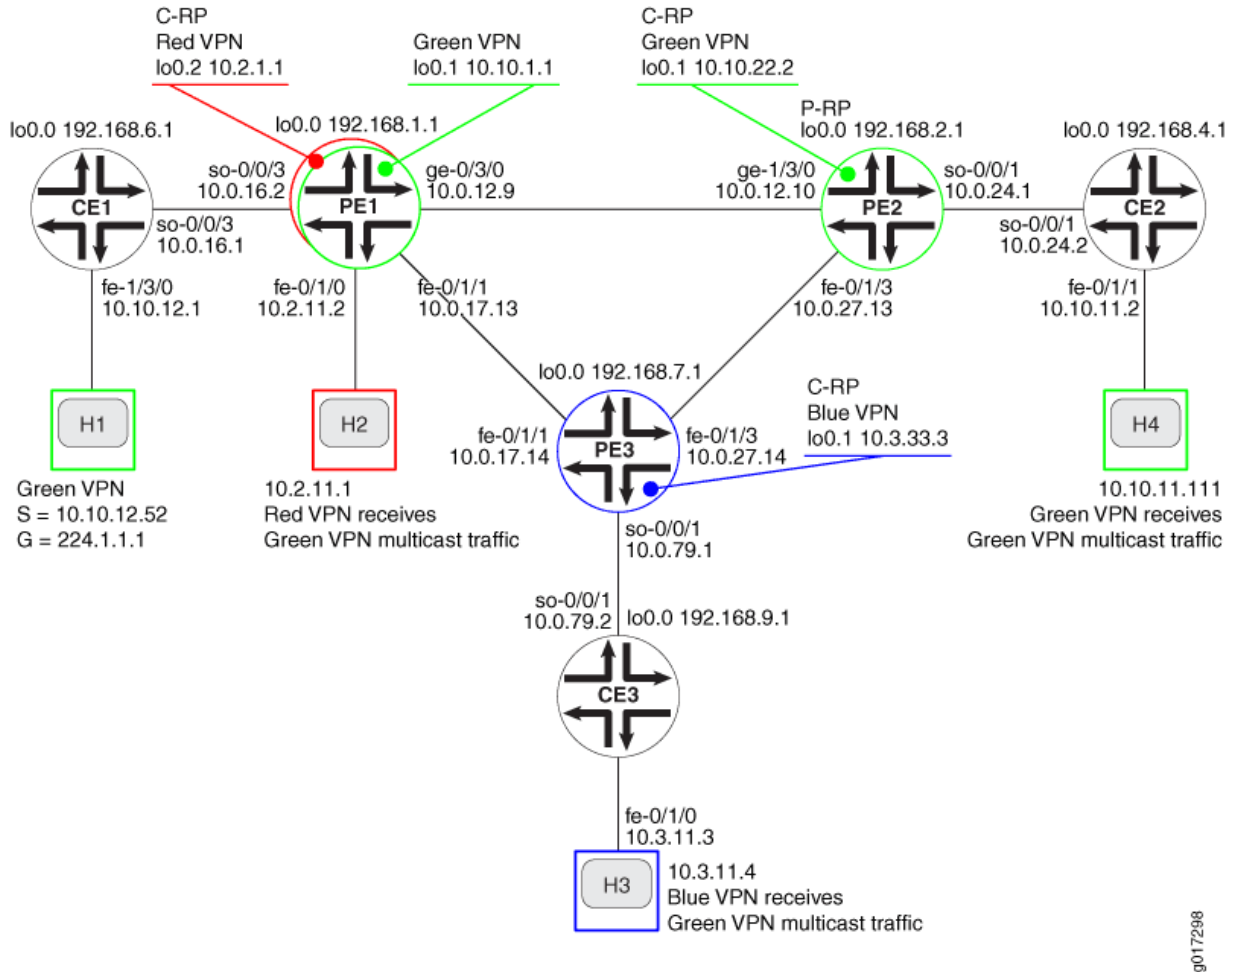 C-RP
Red VPN
lo0.2 10.2.1.1
Green VPN
lo0.1 10.10.1.1
C-RP
Green VPN
lo0.1 10.10.22.2
lo0.0 192.168.6.1
lo0.0 192.168.1.1
P-RP
lo0.0 192.168.2.1
lo0.0 192.168.4.1
so-0/0/3
10.0.16.2
ge-0/3/0
10.0.12.9
ge-1/3/0
10.0.12.10
so-0/0/1
10.0.24.1
CE1
PE1
PE2
CE2
so-0/0/3
10.0.16.1
so-0/0/1
10.0.24.2
fe-1/3/0
10.10.12.1
fe-0/1/0
10.2.11.2
fe-0/1/1
10.0.17.13
fe-0/1/3
10.0.27.13
fe-0/1/1
10.10.11.2
lo0.0 192.168.7.1
C-RP
Blue VPN
lo0.1 10.3.33.3
H1
H2
H4
fe-0/1/1
10.0.17.14
PE3
fe-0/1/3
10.0.27.14
Green VPN
S = 10.10.12.52
G = 224.1.1.1
10.2.11.1
Red VPN receives
Green VPN multicast traffic
10.10.11.111
Green VPN receives
Green VPN multicast traffic
so-0/0/1
10.0.79.1
so-0/0/1
10.0.79.2
lo0.0 192.168.9.1
CE3
fe-0/1/0
10.3.11.3
H3
10.3.11.4
Blue VPN receives
Green VPN multicast traffic
g017298